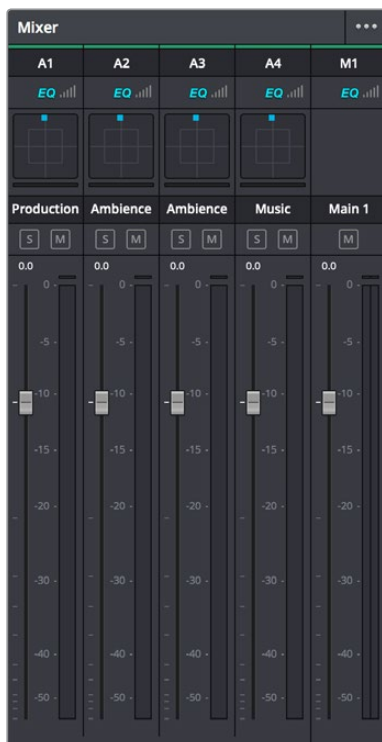 Mixer
A1 A2 A3 A4 M1
EQ EQ EQ EQ EQ
Production Ambience Ambience Music Main 1
S M S M S M S M M
0.0 0.0 0.0 0.0 0.0
0 0 0 0 0
-5 -5 -5 -5 -5
-10 -10 -10 -10 -10
-15 -15 -15 -15 -15
-20 -20 -20 -20 -20
-30 -30 -30 -30 -30
-40 -40 -40 -40 -40
-50 -50 -50 -50 -50